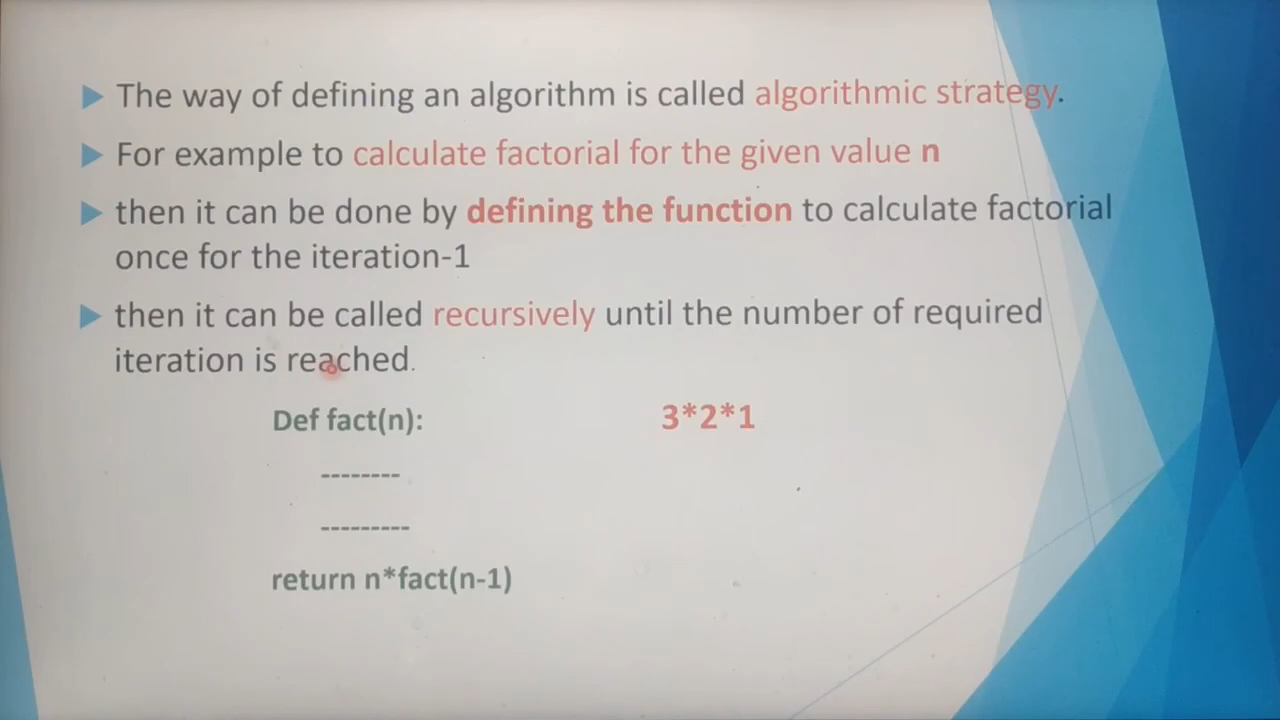 The way of defining an algorithm is called algorithmic strategy.
For example to calculate factorial for the given value n
then it can be done by defining the function to calculate factorial
once for the iteration-1
then it can be called recursively until the number of required
iteration is reached.
Def fact(n):
3*2*1
--------
---------
return n*fact(n-1)